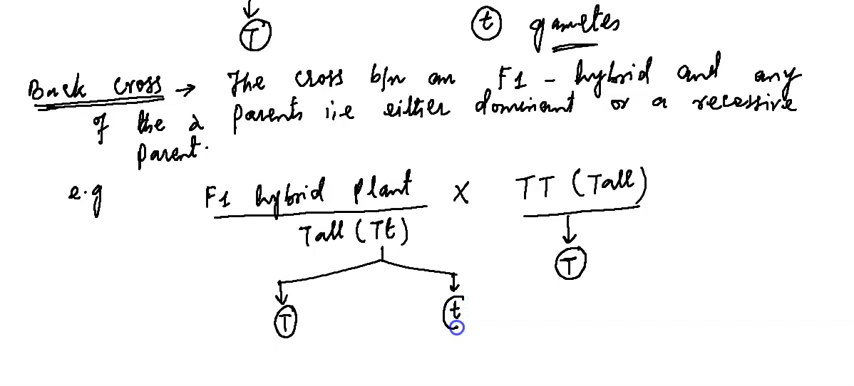 T t gametes
Back cross → The cross b/n an F1 - hybrid and any
of the 2 parents i;e either dominant or a recessive
parent.
e.g F1 hybrid plant x TT (Tall)
Tall (Tt)
T
T t